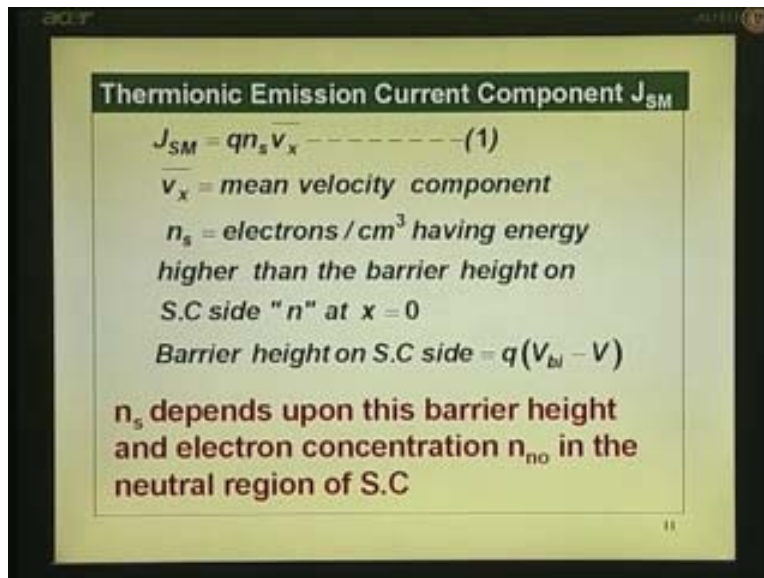 acer
Thermionic Emission Current Component J_SM
J_SM = qn_s v̅_x - - - - - - - - -(1)
v̅_x = mean velocity component
n_s = electrons / cm³ having energy
higher than the barrier height on
S.C side "n" at x = 0
Barrier height on S.C side = q(V_bi − V)
n_s depends upon this barrier height
and electron concentration n_no in the
neutral region of S.C
11